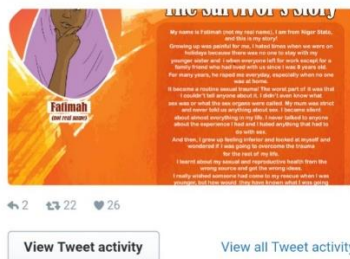 The survivor's story
My name is Fatimah (not my real name), I am from Niger State,
and this is my story!
Growing up was painful for me, I hated times when we were on
holidays because there was no one to stay with my
younger sister and I when everyone left for work except for a
family friend who had lived with us since I was 8 years old.
For many years, he raped me everyday, especially when no one
was at home.
It became a routine sexual trauma! The worst part of it was that
I couldn't tell anyone about it. I didn't even know what
sex was or what the sex organs were called. My mum was strict
and never told us anything about sex. I became silent
about almost everything in my life. I never talked to anyone
about the experience I had and I hated anything that had to
do with sex.
And then, I grew up feeling inferior and looked at myself and
wondered if I was going to overcome the trauma
for the rest of my life.
I learnt about my sexual and reproductive health from the
wrong source and got the wrong ideas.
I really wished someone had come to my rescue when I was
younger, but how would they have known what I was going
Fatimah
(not real name)
2 22 26
View Tweet activity View all Tweet activity